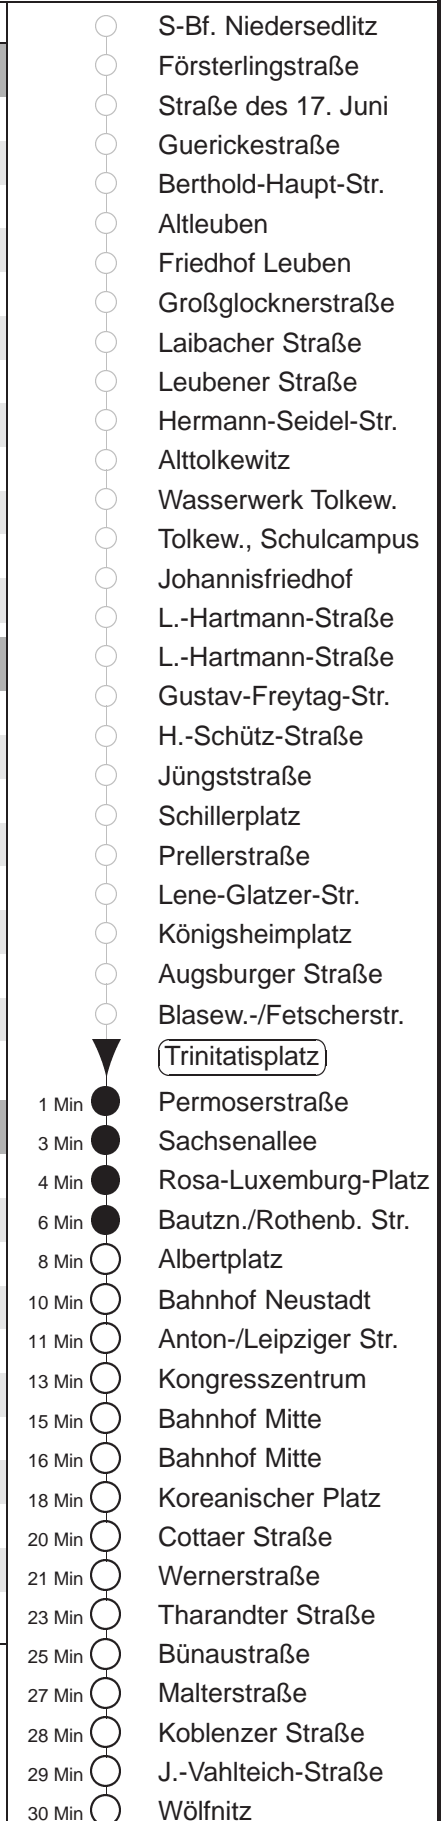 S-Bf. Niedersedlitz
Försterlingstraße
Straße des 17. Juni
Guerickestraße
Berthold-Haupt-Str.
Altleuben
Friedhof Leuben
Großglocknerstraße
Laibacher Straße
Leubener Straße
Hermann-Seidel-Str.
Alttolkewitz
Wasserwerk Tolkew.
Tolkew., Schulcampus
Johannisfriedhof
L.-Hartmann-Straße
L.-Hartmann-Straße
Gustav-Freytag-Str.
H.-Schütz-Straße
Jüngststraße
Schillerplatz
Prellerstraße
Lene-Glatzer-Str.
Königsheimplatz
Augsburger Straße
Blasew.-/Fetscherstr.
Trinitatisplatz
1 Min Permoserstraße
3 Min Sachsenallee
4 Min Rosa-Luxemburg-Platz
6 Min Bautzn./Rothenb. Str.
8 Min Albertplatz
10 Min Bahnhof Neustadt
11 Min Anton-/Leipziger Str.
13 Min Kongresszentrum
15 Min Bahnhof Mitte
16 Min Bahnhof Mitte
18 Min Koreanischer Platz
20 Min Cottaer Straße
21 Min Wernerstraße
23 Min Tharandter Straße
25 Min Bünaustraße
27 Min Malterstraße
28 Min Koblenzer Straße
29 Min J.-Vahlteich-Straße
30 Min Wölfnitz